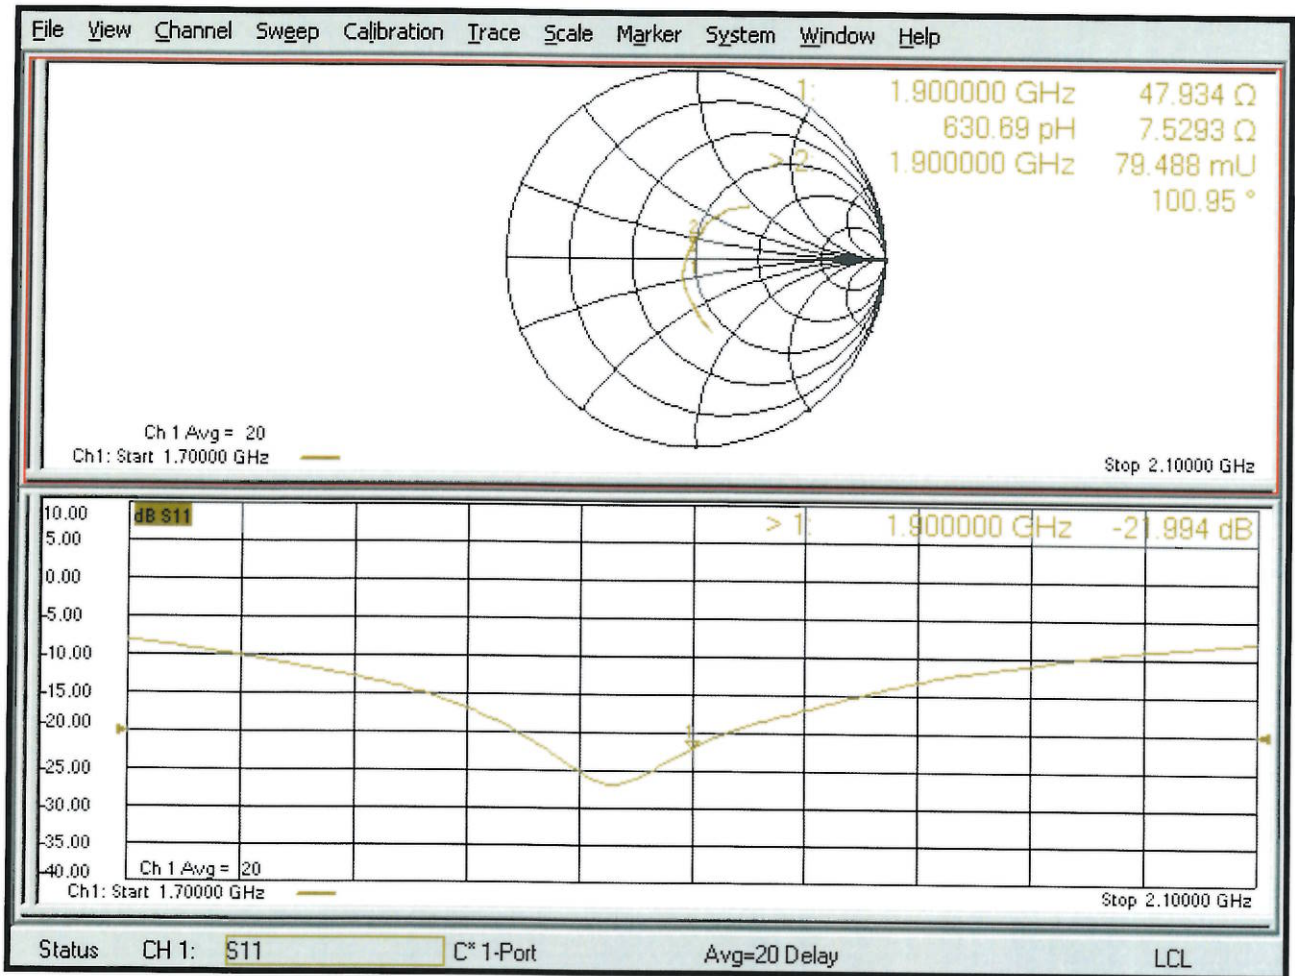 File View Channel Sweep Calibration Trace Scale Marker System Window Help
1: 1.900000 GHz 47.934 Ω
630.69 pH 7.5293 Ω
> 2: 1.900000 GHz 79.488 mU
100.95 °
2
1
Ch 1 Avg = 20
Ch1: Start 1.70000 GHz
Stop 2.10000 GHz
10.00
dB S11
> 1: 1.900000 GHz -21.994 dB
5.00
0.00
-5.00
-10.00
-15.00
-20.00
1
-25.00
-30.00
-35.00
-40.00
Ch 1 Avg = 20
Ch1: Start 1.70000 GHz
Stop 2.10000 GHz
Status CH 1: S11 C* 1-Port Avg=20 Delay LCL